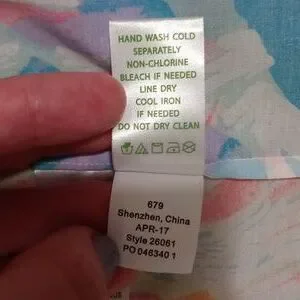 HAND WASH COLD
SEPARATELY
NON-CHLORINE
BLEACH IF NEEDED
LINE DRY
COOL IRON
IF NEEDED
DO NOT DRY CLEAN
679
Shenzhen, China
APR-17
Style 26061
PO 046340 1